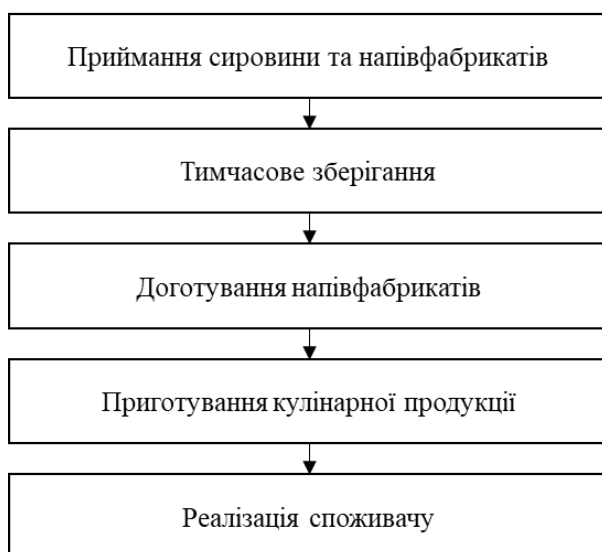 Приймання сировини та напівфабрикатів
Тимчасове зберігання
Доготування напівфабрикатів
Приготування кулінарної продукції
Реалізація споживачу